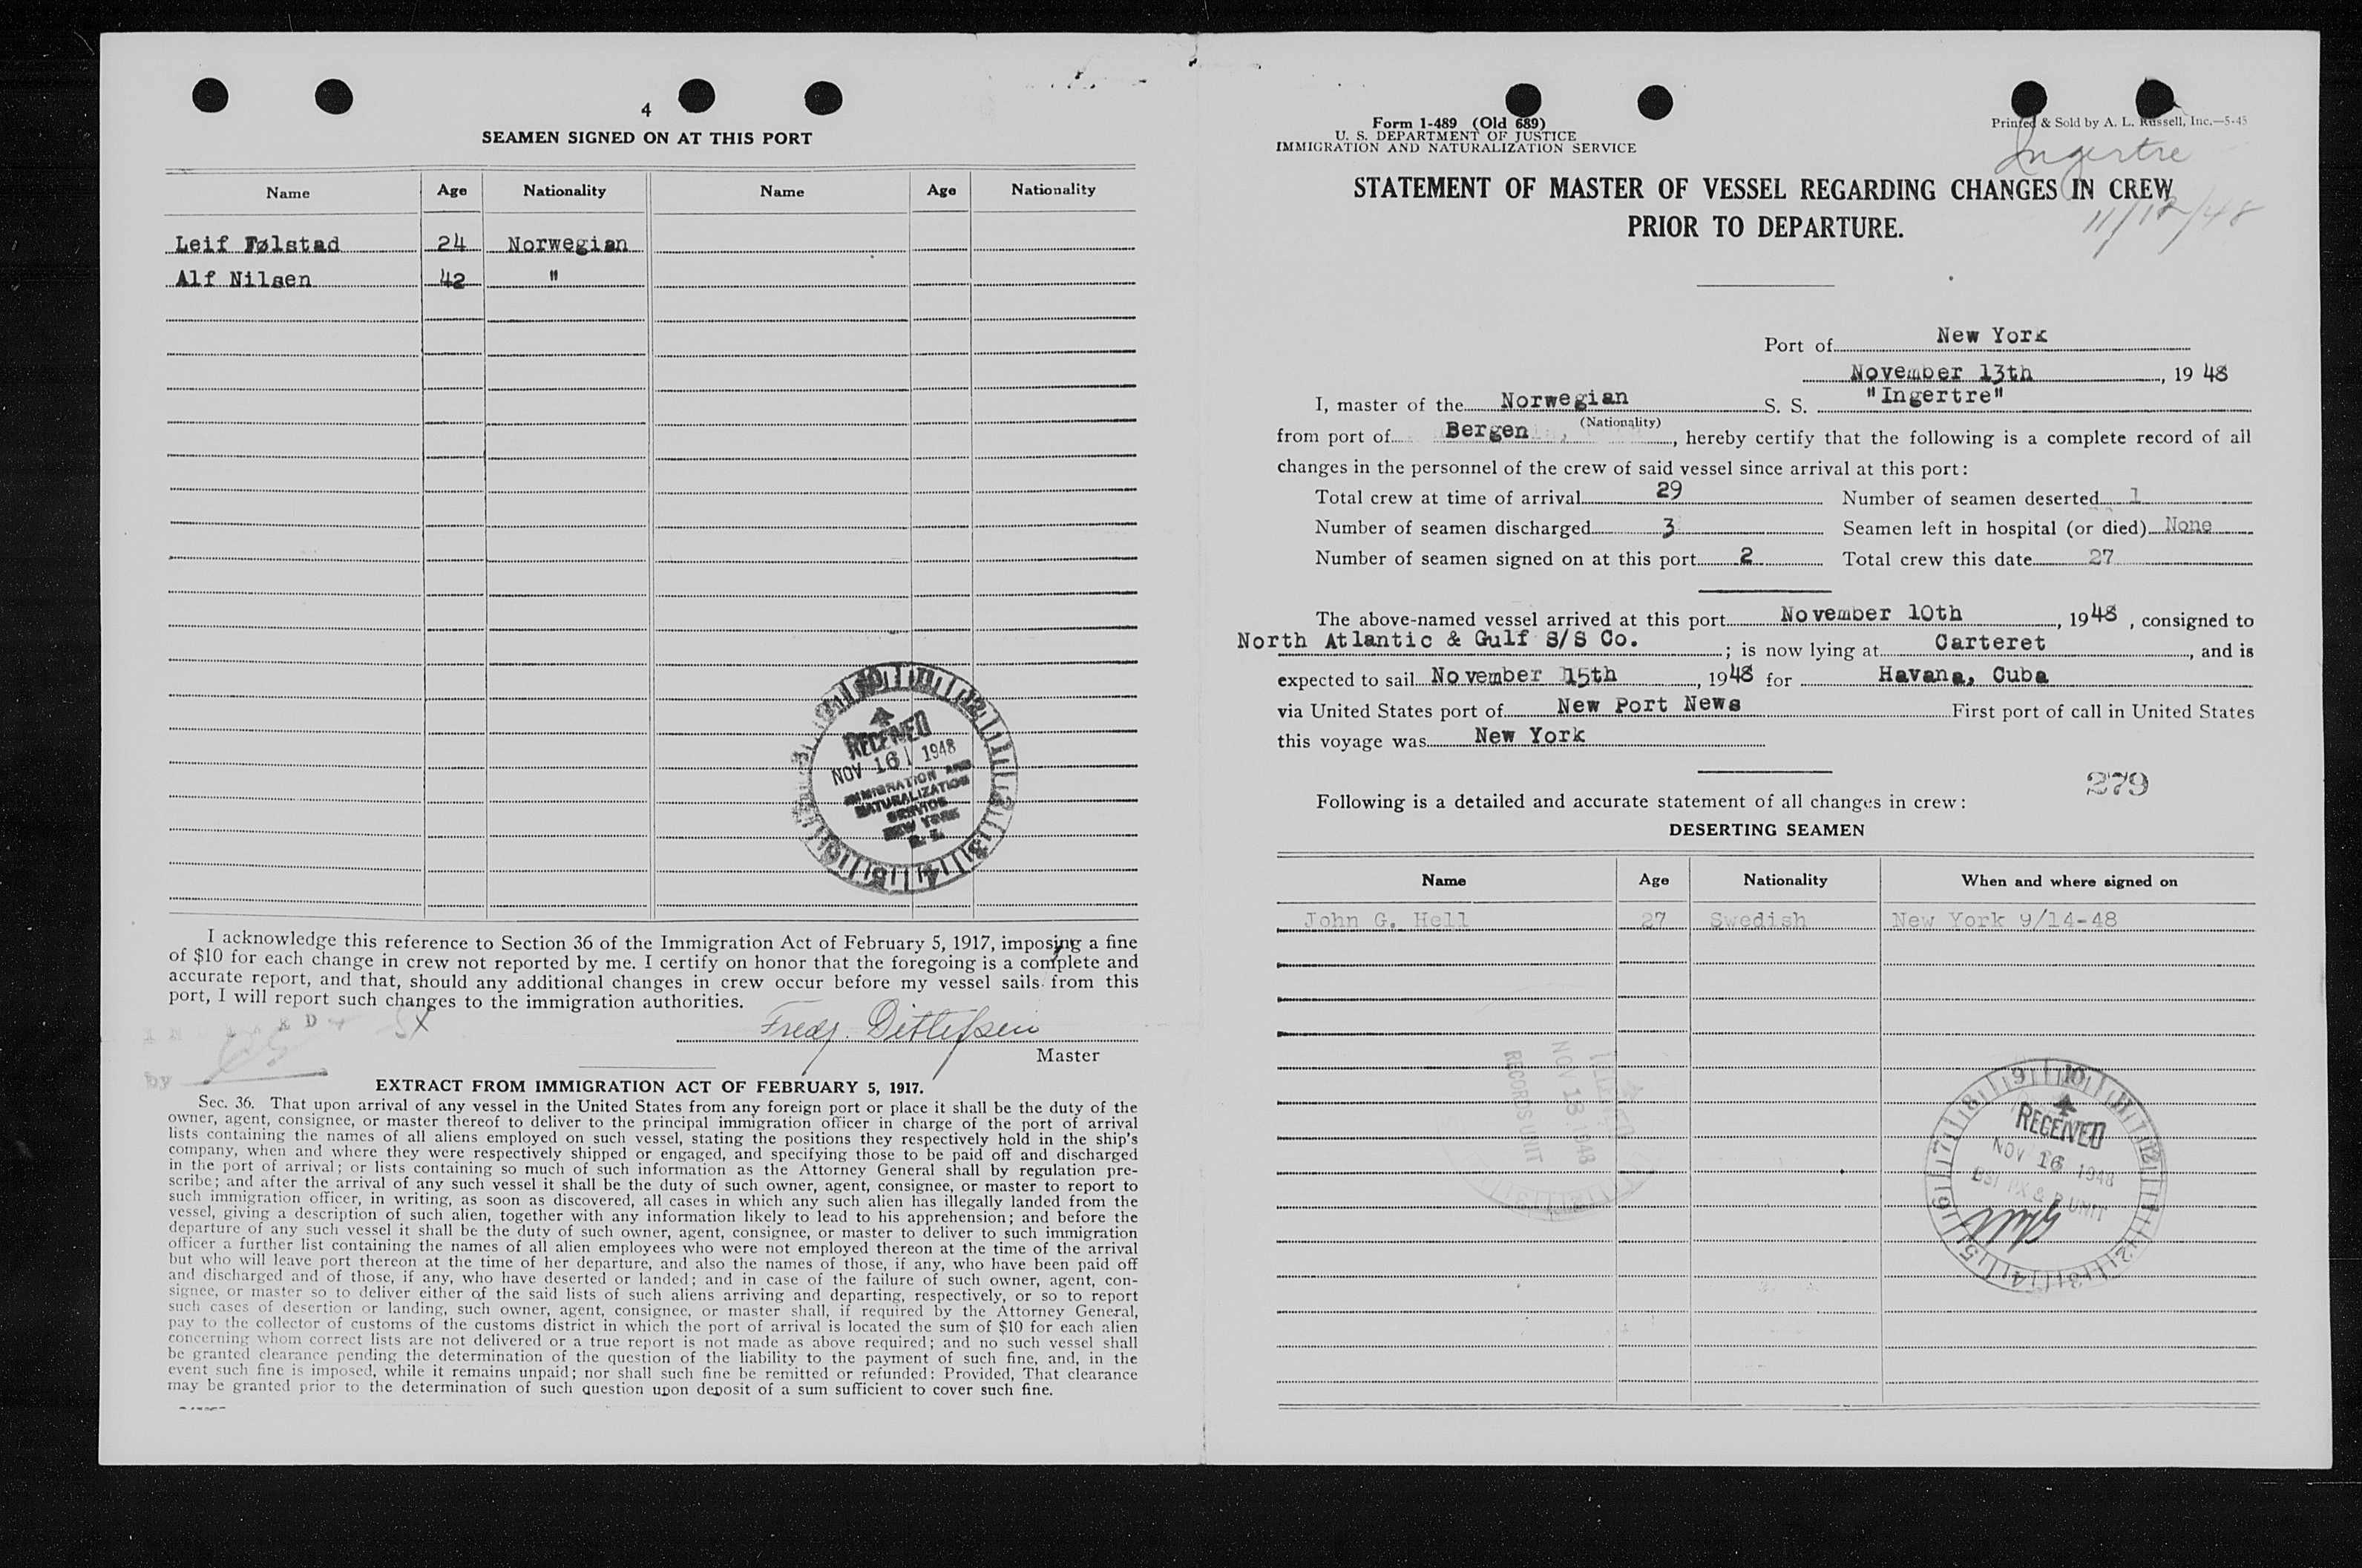 4
SEAMEN SIGNED ON AT THIS PORT
Name Age Nationality Name Age Nationality
Leif Følstad 24 Norwegian
Alf Nilsen 42 "
RECEIVED
NOV 16 1948
IMMIGRATION AND
NATURALIZATION
SERVICE
NEW YORK
I acknowledge this reference to Section 36 of the Immigration Act of February 5, 1917, imposing a fine
of $10 for each change in crew not reported by me. I certify on honor that the foregoing is a complete and
accurate report, and that, should any additional changes in crew occur before my vessel sails from this
port, I will report such changes to the immigration authorities.
Fredj. Ditlefsen
Master
by
EXTRACT FROM IMMIGRATION ACT OF FEBRUARY 5, 1917.
Sec. 36. That upon arrival of any vessel in the United States from any foreign port or place it shall be the duty of the
owner, agent, consignee, or master thereof to deliver to the principal immigration officer in charge of the port of arrival
lists containing the names of all aliens employed on such vessel, stating the positions they respectively hold in the ship's
company, when and where they were respectively shipped or engaged, and specifying those to be paid off and discharged
in the port of arrival; or lists containing so much of such information as the Attorney General shall by regulation pre-
scribe; and after the arrival of any such vessel it shall be the duty of such owner, agent, consignee, or master to report to
such immigration officer, in writing, as soon as discovered, all cases in which any such alien has illegally landed from the
vessel, giving a description of such alien, together with any information likely to lead to his apprehension; and before the
departure of any such vessel it shall be the duty of such owner, agent, consignee, or master to deliver to such immigration
officer a further list containing the names of all alien employees who were not employed thereon at the time of the arrival
but who will leave port thereon at the time of her departure, and also the names of those, if any, who have been paid off
and discharged and of those, if any, who have deserted or landed; and in case of the failure of such owner, agent, con-
signee, or master so to deliver either of the said lists of such aliens arriving and departing, respectively, or so to report
such cases of desertion or landing, such owner, agent, consignee, or master shall, if required by the Attorney General,
pay to the collector of customs of the customs district in which the port of arrival is located the sum of $10 for each alien
concerning whom correct lists are not delivered or a true report is not made as above required; and no such vessel shall
be granted clearance pending the determination of the question of the liability to the payment of such fine, and, in the
event such fine is imposed, while it remains unpaid; nor shall such fine be remitted or refunded: Provided, That clearance
may be granted prior to the determination of such question upon deposit of a sum sufficient to cover such fine.
Form 1-489 (Old 689)
U. S. DEPARTMENT OF JUSTICE
IMMIGRATION AND NATURALIZATION SERVICE
Printed & Sold by A. L. Russell, Inc.—5-45
Ingertre
11/12/48
STATEMENT OF MASTER OF VESSEL REGARDING CHANGES IN CREW
PRIOR TO DEPARTURE.
Port of New York
November 13th, 19 48
I, master of the Norwegian S. S. "Ingertre"
(Nationality)
from port of Bergen, hereby certify that the following is a complete record of all
changes in the personnel of the crew of said vessel since arrival at this port:
Total crew at time of arrival 29 Number of seamen deserted 1
Number of seamen discharged 3 Seamen left in hospital (or died) None
Number of seamen signed on at this port 2 Total crew this date 27
The above-named vessel arrived at this port November 10th, 1948, consigned to
North Atlantic & Gulf S/S Co.; is now lying at Carteret, and is
expected to sail November 15th, 1948 for Havana, Cuba
via United States port of New Port News First port of call in United States
this voyage was New York
279
Following is a detailed and accurate statement of all changes in crew:
DESERTING SEAMEN
Name Age Nationality When and where signed on
John G. Hell 27 Swedish New York 9/14-48
NOV 13 1948
RECORDS UNIT
RECEIVED
NOV 16 1948
UNIT